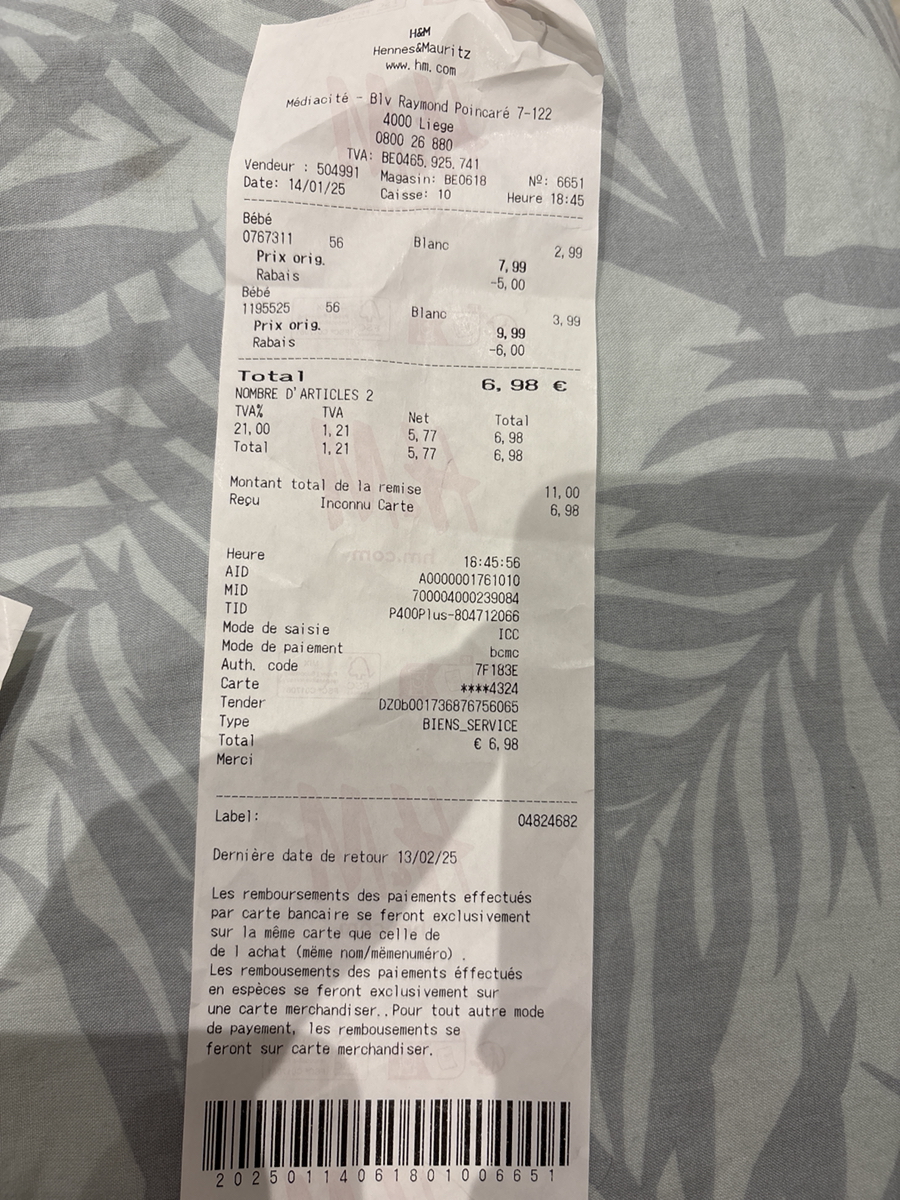 H&M
Hennes&Mauritz
www.hm.com
Médiacité - Blv Raymond Poincaré 7-122
4000 Liege
0800 26 880
TVA: BE0465.925.741
Vendeur : 504991 Magasin: BE0618 Nº: 6651
Date: 14/01/25 Caisse: 10 Heure 18:45
Bébé
0767311 56 Blanc 2,99
Prix orig. 7,99
Rabais -5,00
Bébé
1195525 56 Blanc 3,99
Prix orig. 9,99
Rabais -6,00
Total 6,98 €
NOMBRE D'ARTICLES 2
TVA% TVA Net Total
21,00 1,21 5,77 6,98
Total 1,21 5,77 6,98
Montant total de la remise 11,00
Reçu Inconnu Carte 6,98
Heure 18:45:56
AID A0000001761010
MID 700004000239084
TID P400Plus-804712066
Mode de saisie ICC
Mode de paiement bcmc
Auth. code 7F183E
Carte ****4324
Tender DZ0b001736876756065
Type BIENS_SERVICE
Total € 6,98
Merci
Label: 04824682
Dernière date de retour 13/02/25
Les remboursements des paiements effectués
par carte bancaire se feront exclusivement
sur la même carte que celle de
de l achat (mëme nom/mëmenuméro) .
Les rembousements des paiements éffectués
en espèces se feront exclusivement sur
une carte merchandiser..Pour tout autre mode
de payement, les rembousements se
feront sur carte merchandiser.
20250114061801006651